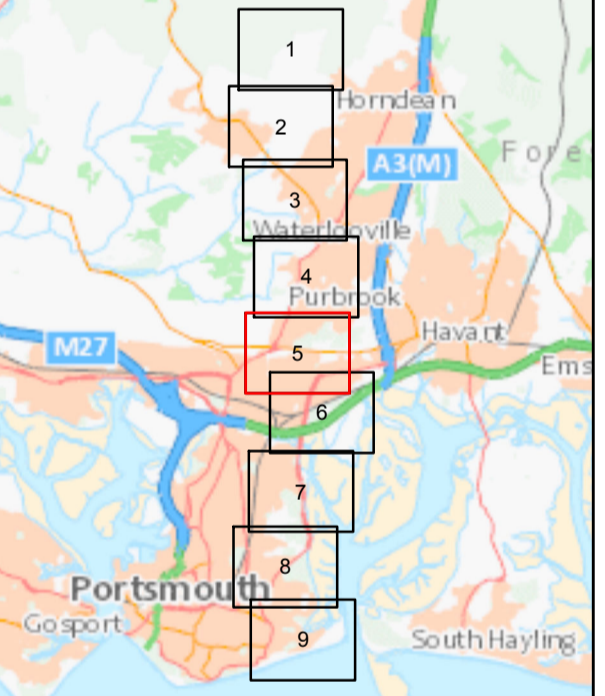 1
Horndean
2
Fore
A3(M)
3
Waterlooville
4
Purbrook
Havant
M27
5
Ems
6
7
8
Portsmouth
Gosport
9
South Hayling